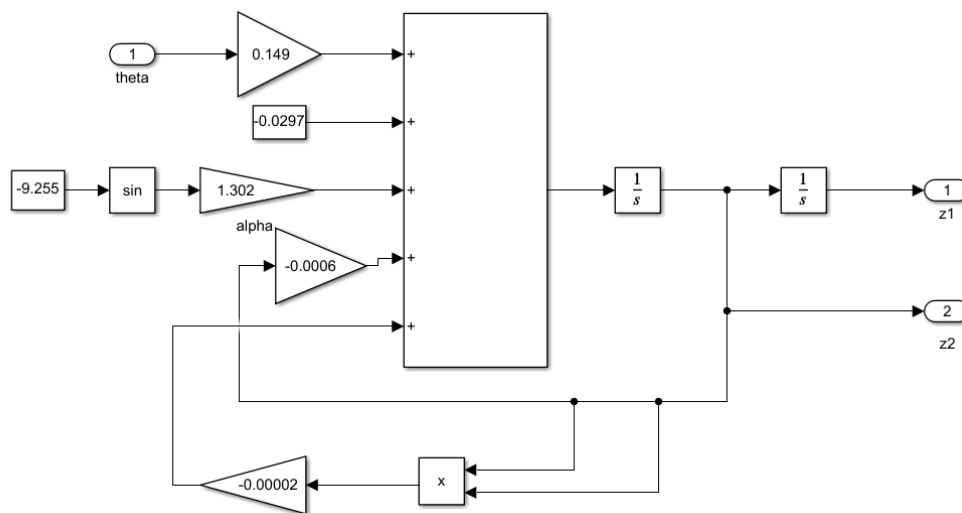 1
theta
0.149
+
-0.0297
+
-9.255
sin
1.302
+
1
s
1
s
1
z1
alpha
-0.0006
+
2
z2
+
-0.00002
x